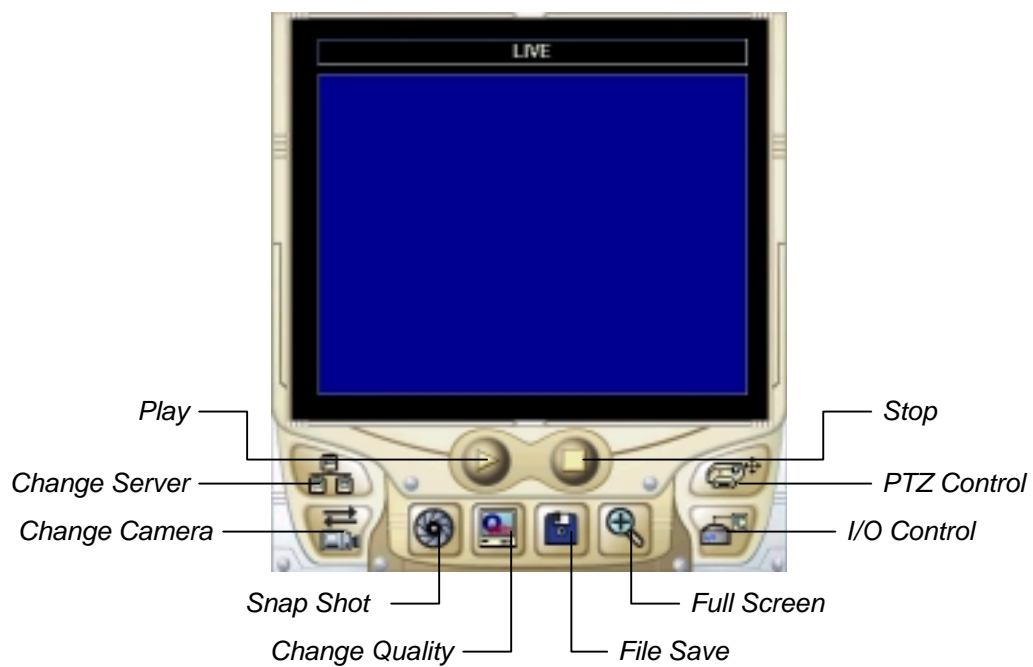 LIVE
Play
Stop
Change Server
PTZ Control
Change Camera
I/O Control
Snap Shot
Full Screen
Change Quality
File Save